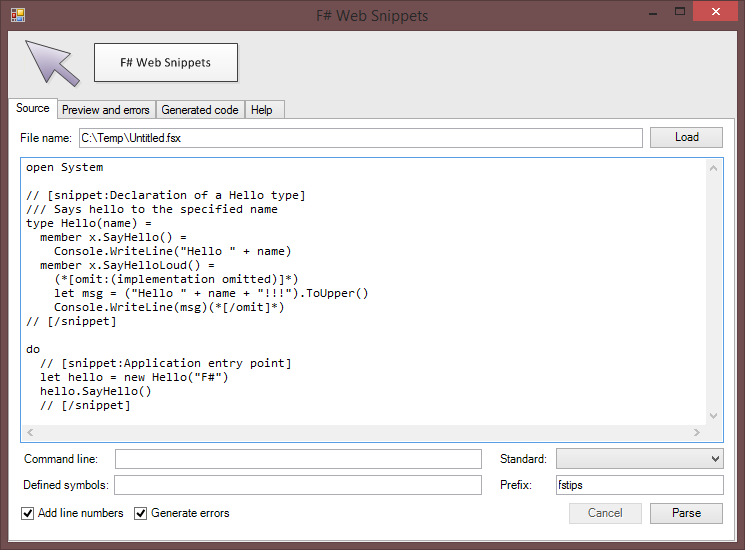 F# Web Snippets
F# Web Snippets
Source Preview and errors Generated code Help
File name: C:\Temp\Untitled.fsx Load
open System
// [snippet:Declaration of a Hello type]
/// Says hello to the specified name
type Hello(name) =
  member x.SayHello() =
    Console.WriteLine("Hello " + name)
  member x.SayHelloLoud() =
    (*[omit:(implementation omitted)]*)
    let msg = ("Hello " + name + "!!!").ToUpper()
    Console.WriteLine(msg)(*[/omit]*)
// [/snippet]
do
  // [snippet:Application entry point]
  let hello = new Hello("F#")
  hello.SayHello()
  // [/snippet]
Command line: Standard:
Defined symbols: Prefix: fstips
Add line numbers Generate errors Cancel Parse